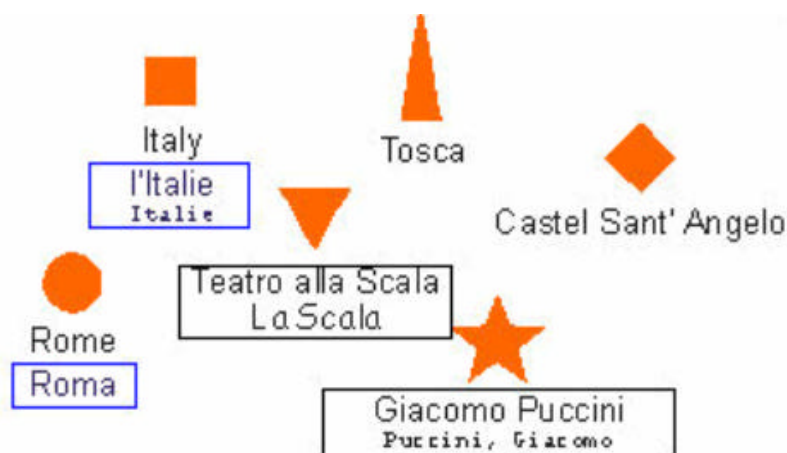 Italy
l'Italie
Italie
Tosca
Castel Sant' Angelo
Teatro alla Scala
La Scala
Rome
Roma
Giacomo Puccini
Puccini, Giacomo